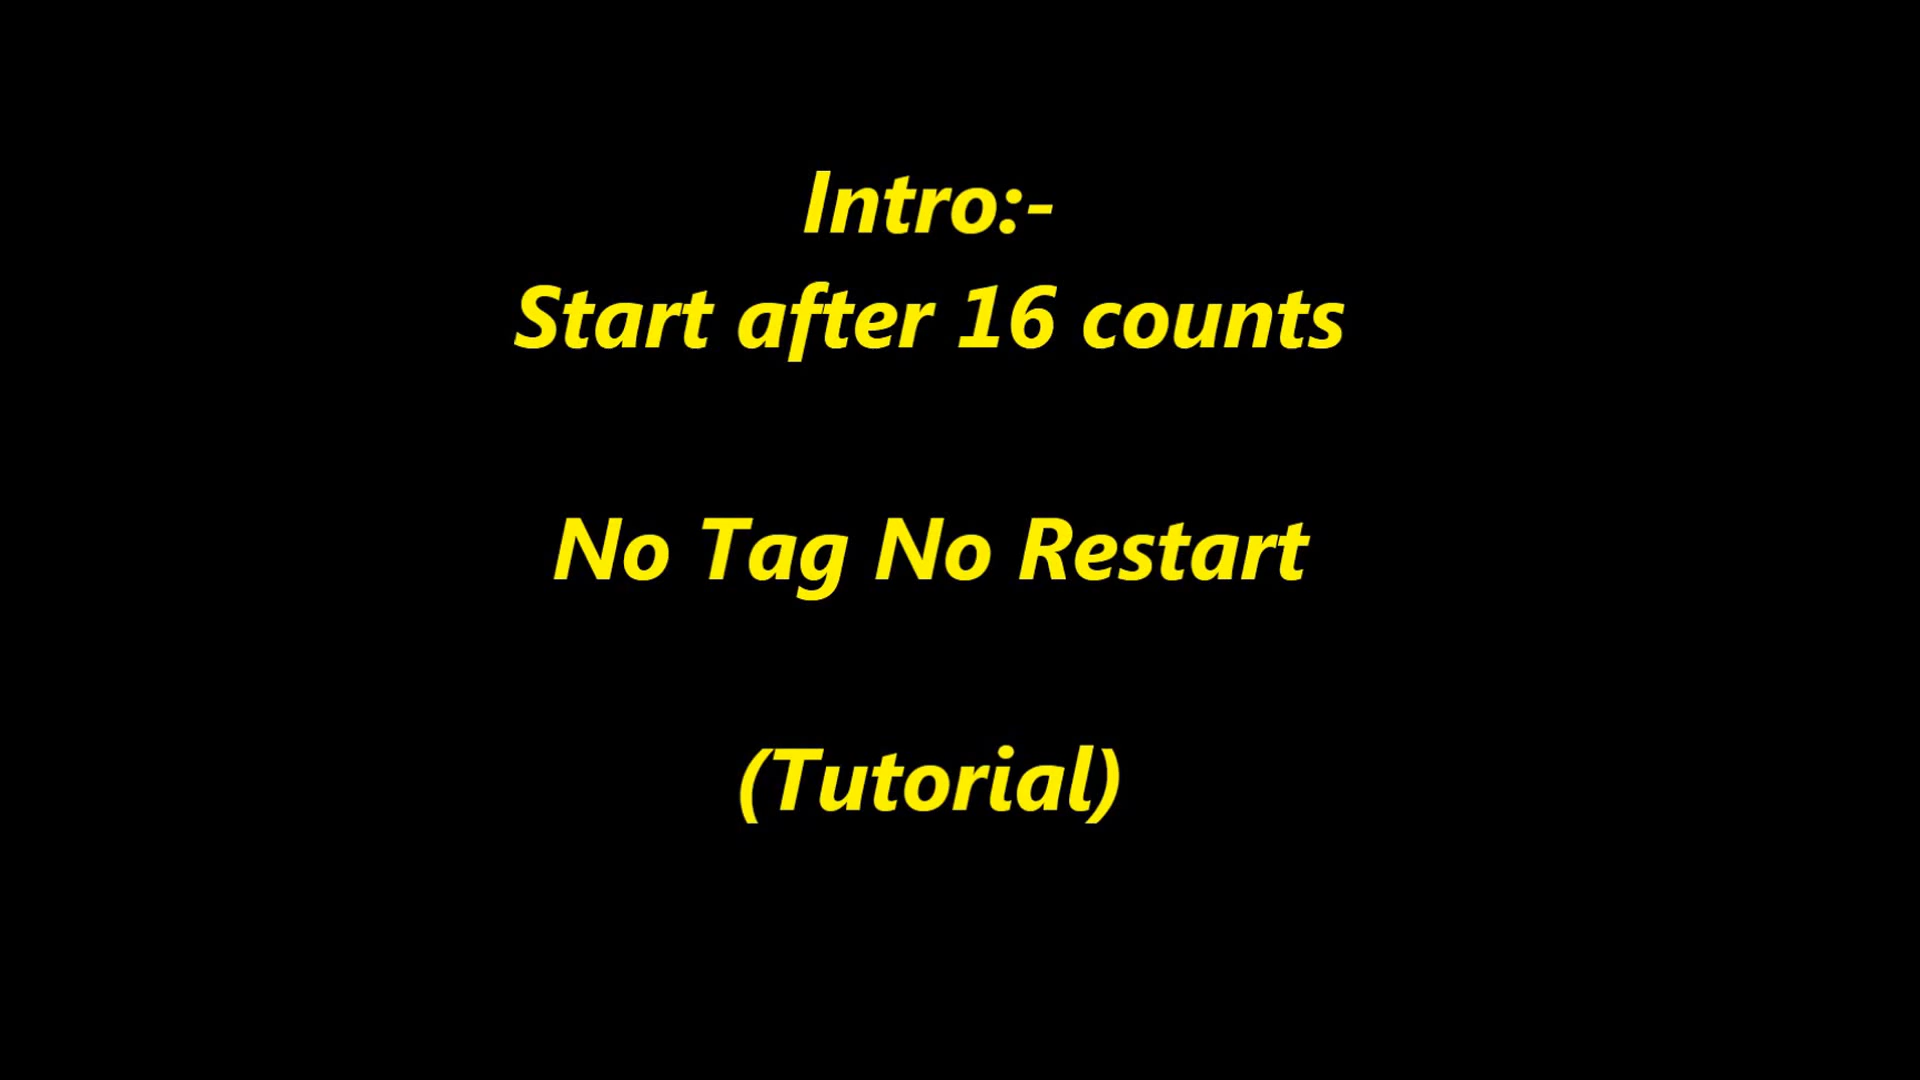 Intro:-
Start after 16 counts
No Tag No Restart
(Tutorial)